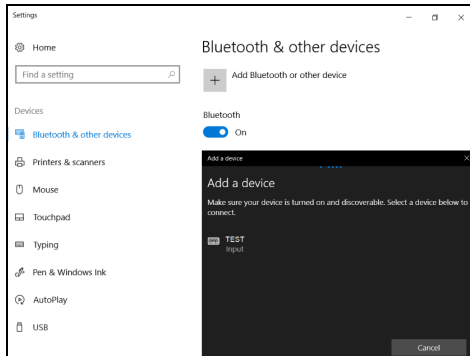 Settings
Home
Find a setting
Devices
Bluetooth & other devices
Printers & scanners
Mouse
Touchpad
Typing
Pen & Windows Ink
AutoPlay
USB
Bluetooth & other devices
Add Bluetooth or other device
Bluetooth
On
Add a device
Add a device
Make sure your device is turned on and discoverable. Select a device below to
connect.
TEST
Input
Cancel